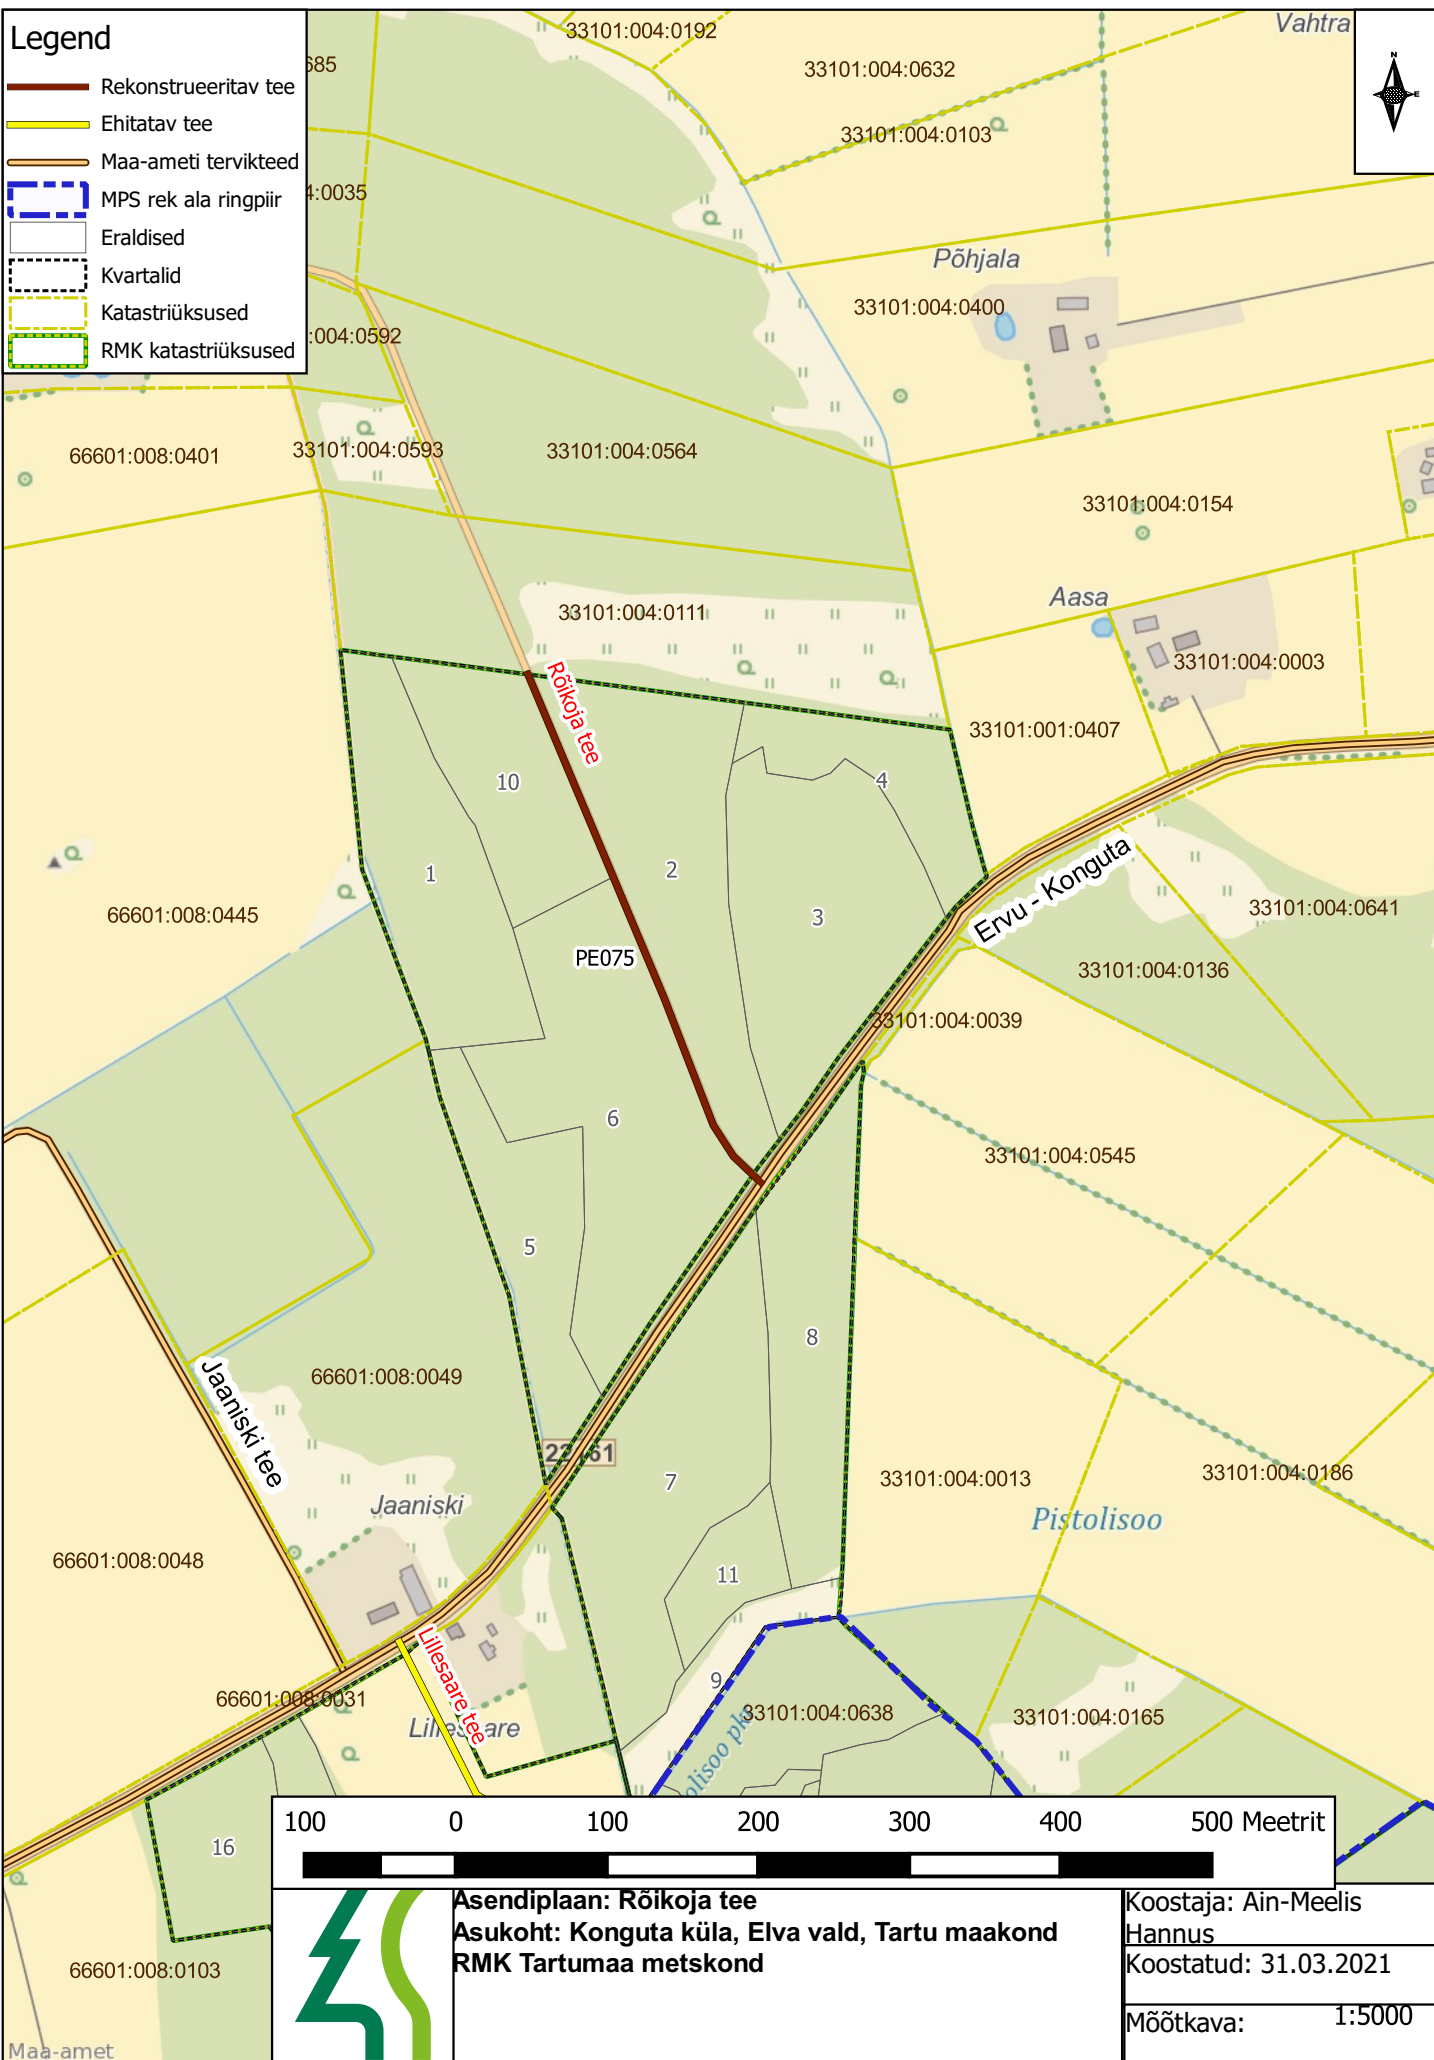 Legend
Rekonstrueeritav tee
Ehitatav tee
Maa-ameti tervikteed
MPS rek ala ringpiir
Eraldised
Kvartalid
Katastriüksused
RMK katastriüksused
685
33101:004:0192
Vahtra
N
E
33101:004:0632
33101:004:0103
4:0035
Põhjala
33101:004:0400
:004:0592
66601:008:0401
33101:004:0593
33101:004:0564
33101:004:0154
Aasa
33101:004:0111
33101:004:0003
Rõikoja tee
33101:001:0407
10
4
2
1
3
Ervu - Konguta
66601:008:0445
33101:004:0641
PE075
33101:004:0136
33101:004:0039
6
33101:004:0545
5
8
Jaaniski tee
66601:008:0049
7
33101:004:0013
33101:004:0186
Jaaniski
Pistolisoo
66601:008:0048
11
Lillesaare tee
9
66601:008:0031
Lillesaare
33101:004:0638
33101:004:0165
olisoo pk
16
100 0 100 200 300 400 500 Meetrit
Asendiplaan: Rõikoja tee
Asukoht: Konguta küla, Elva vald, Tartu maakond
RMK Tartumaa metskond
Koostaja: Ain-Meelis
Hannus
Koostatud: 31.03.2021
Mõõtkava: 1:5000
66601:008:0103
Maa-amet